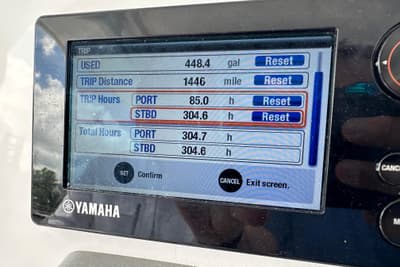 TRIP
USED 448.4 gal Reset
TRIP Distance 1446 mile Reset
TRIP Hours PORT 85.0 h Reset
STBD 304.6 h Reset
Total Hours PORT 304.7 h
STBD 304.6 h
SET Confirm CANCEL Exit screen.
YAMAHA